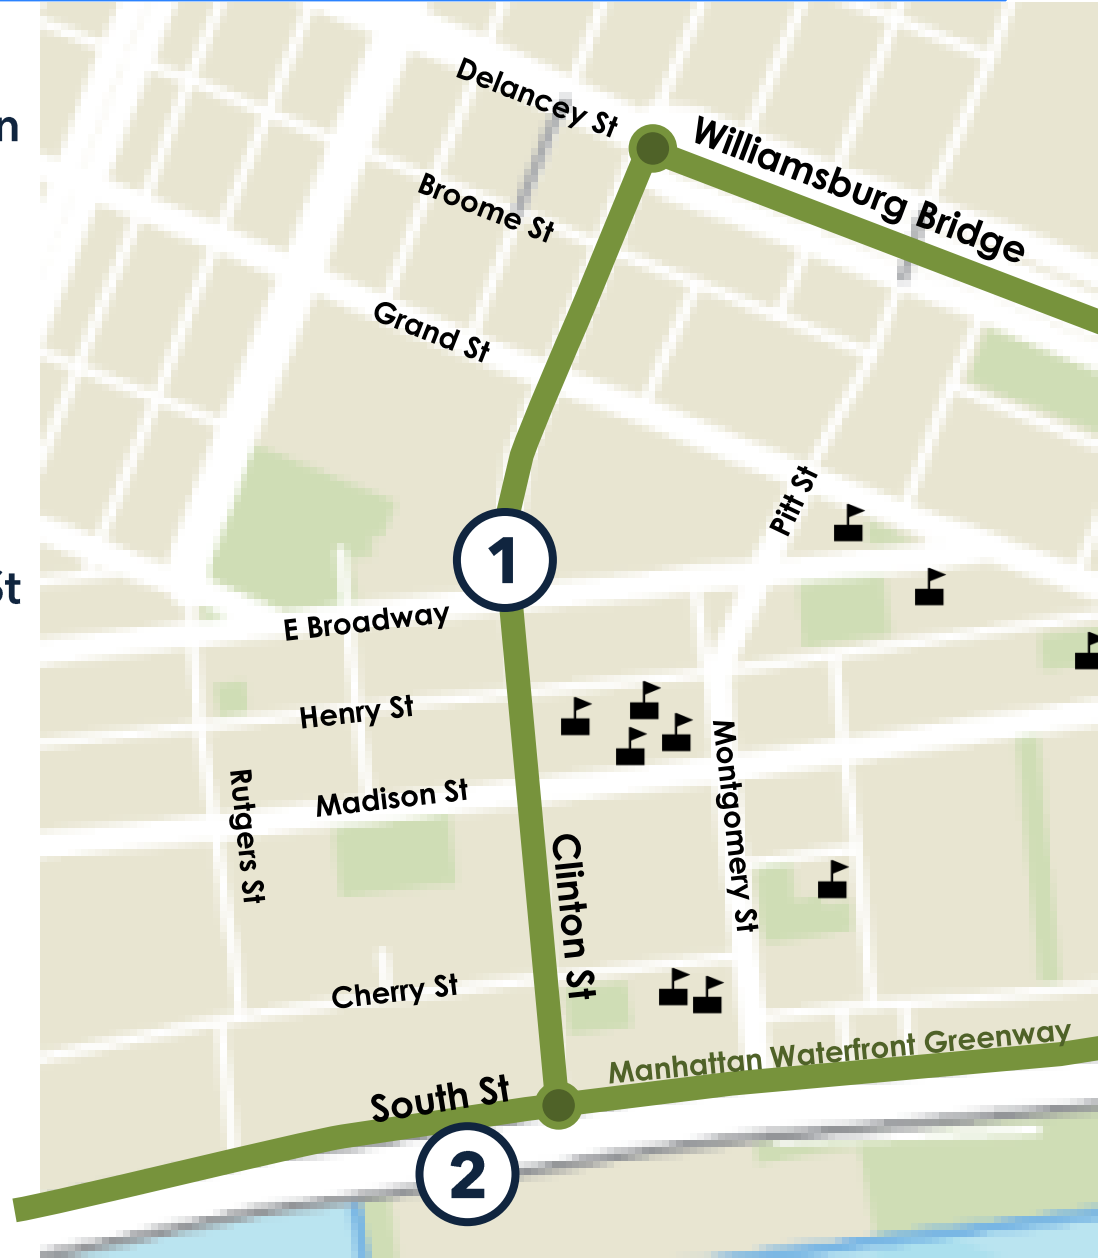 Delancey St
Williamsburg Bridge
n
Broome St
Grand St
Pitt St
1
St
E Broadway
Henry St
Montgomery St
Rutgers St
Madison St
Clinton St
Cherry St
Manhattan Waterfront Greenway
South St
2